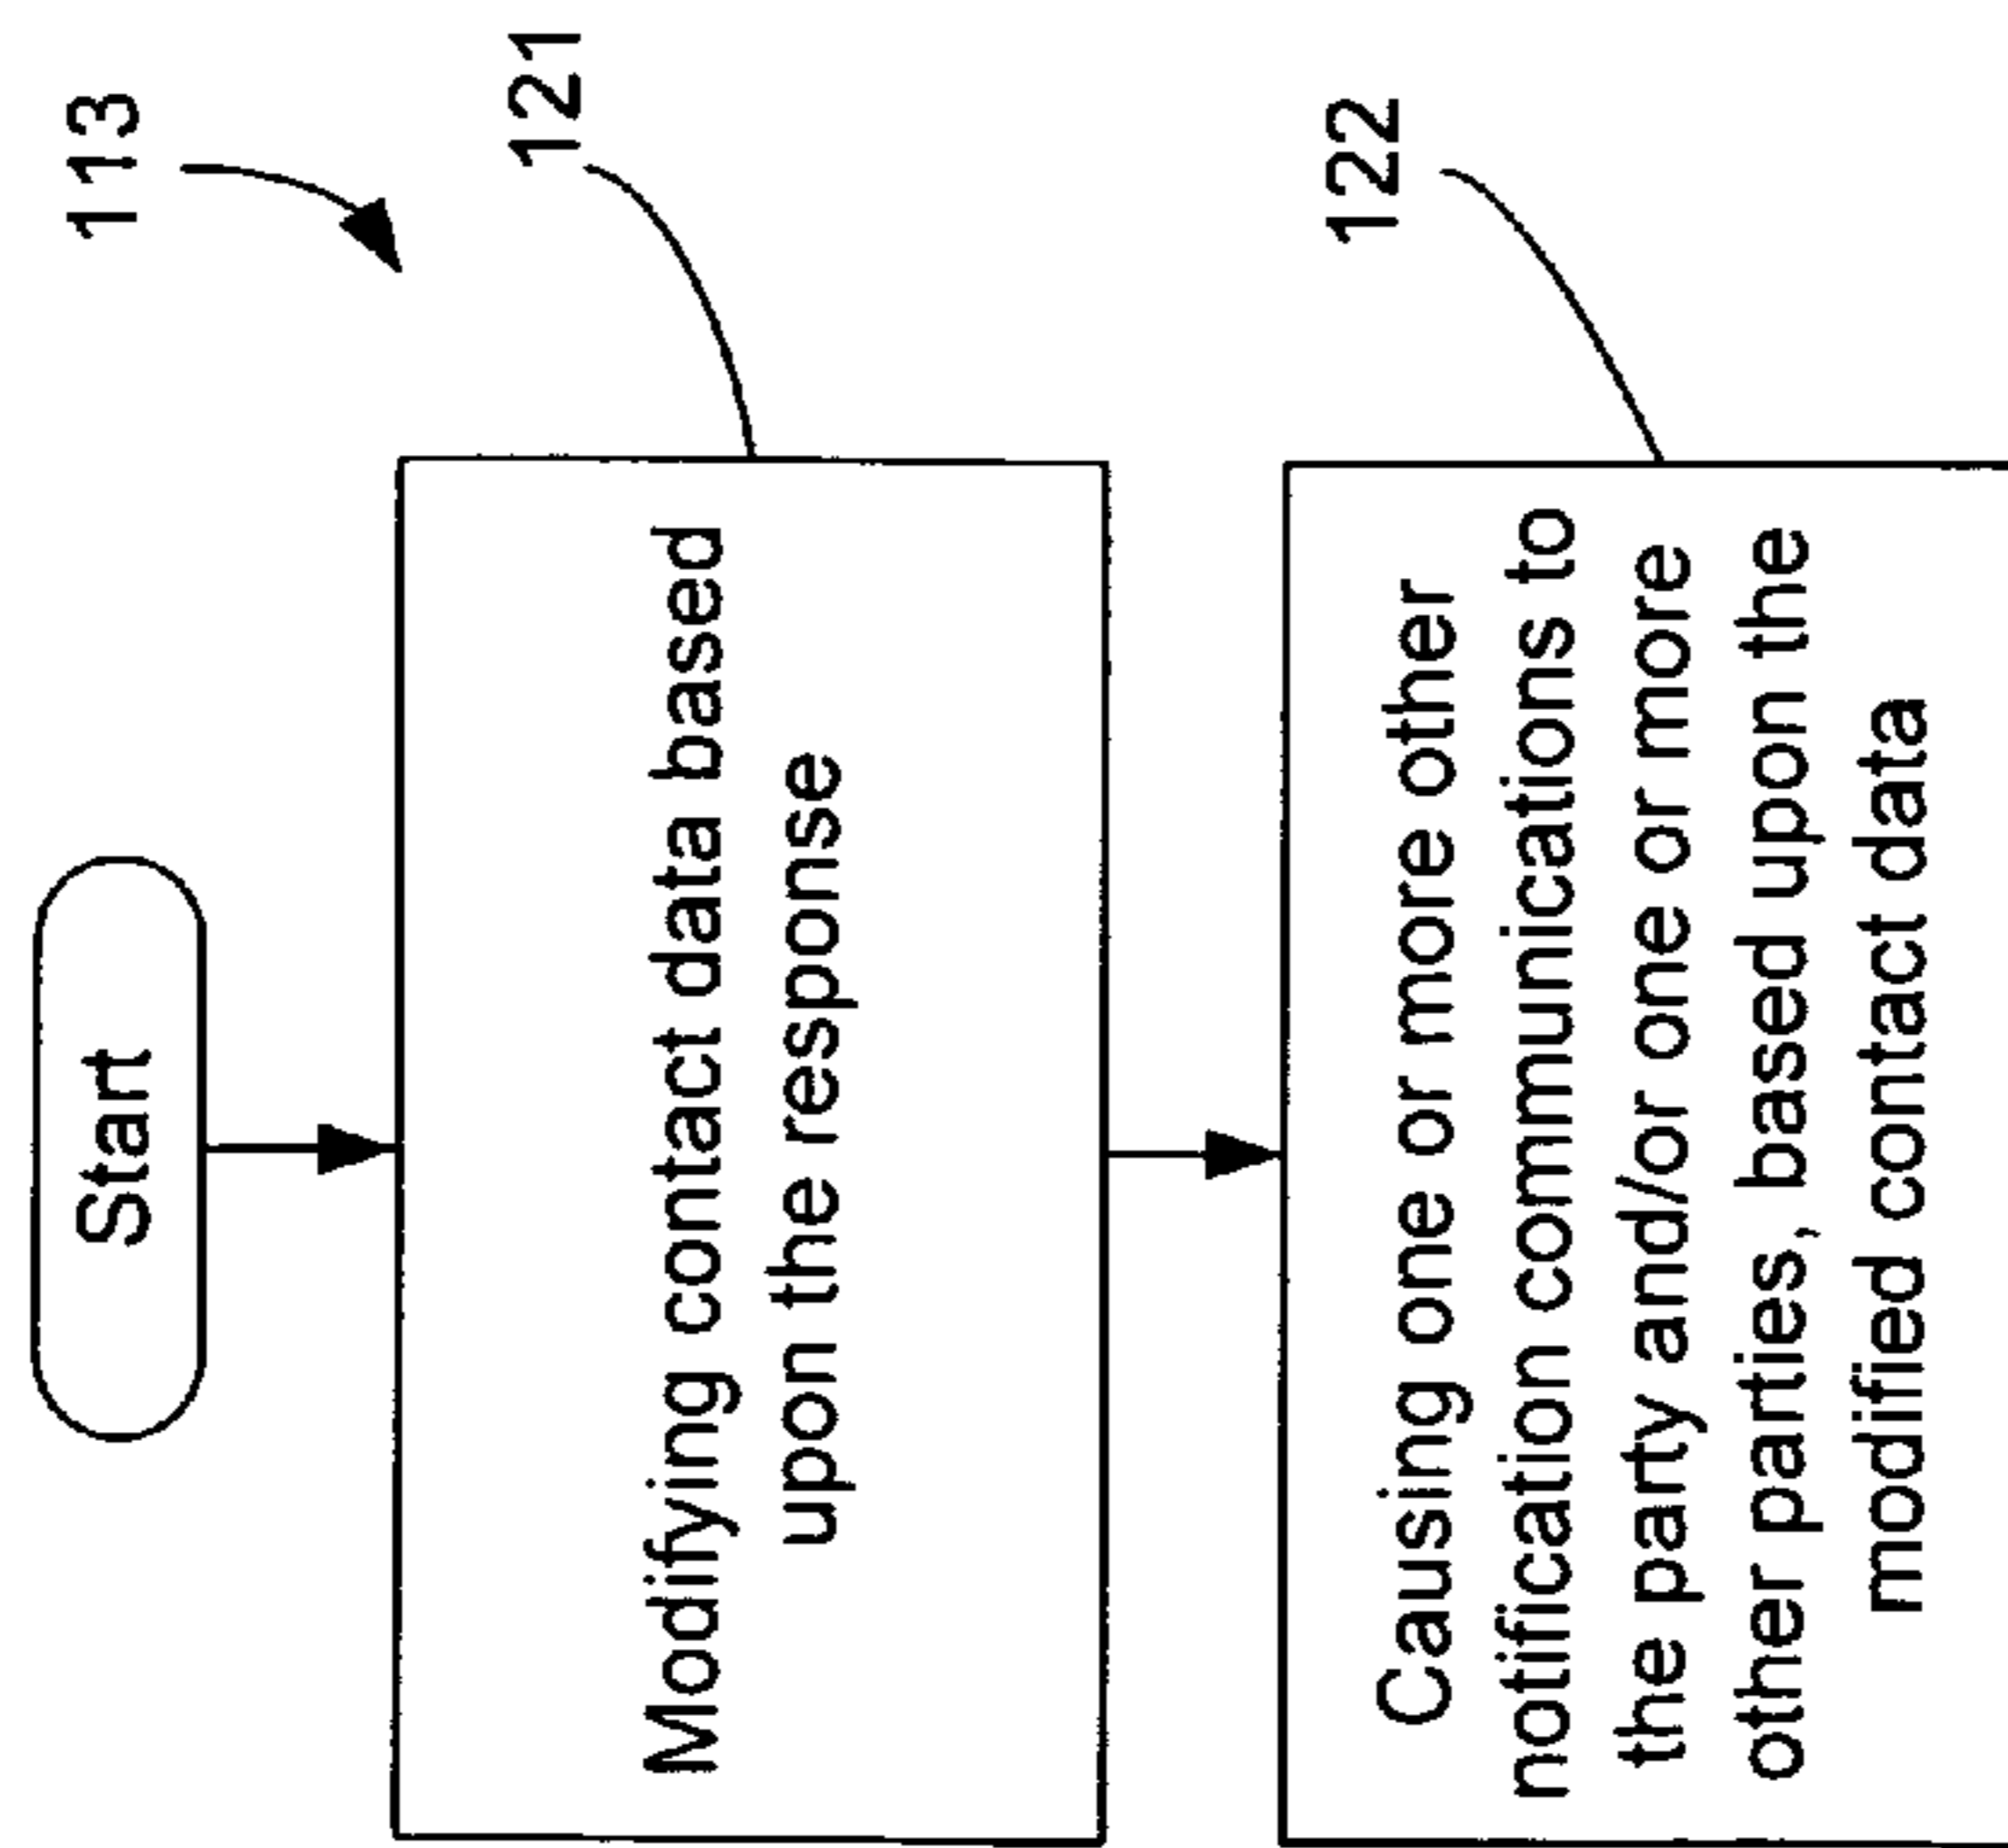 113
Start
121
Modifying contact data based
upon the response
122
Causing one or more other
notification communications to
the party and/or one or more
other parties, based upon the
modified contact data